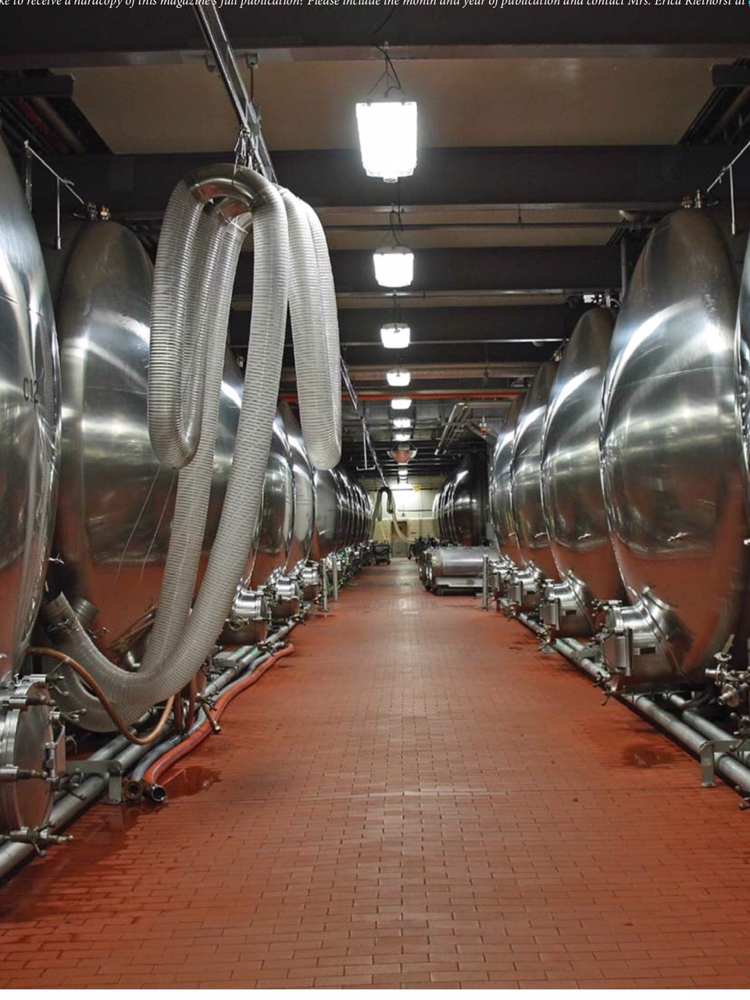 ke to receive a hardcopy of this magazine's full publication? Please include the month and year of publication and contact Mrs. Erica Kiethorst at
C12